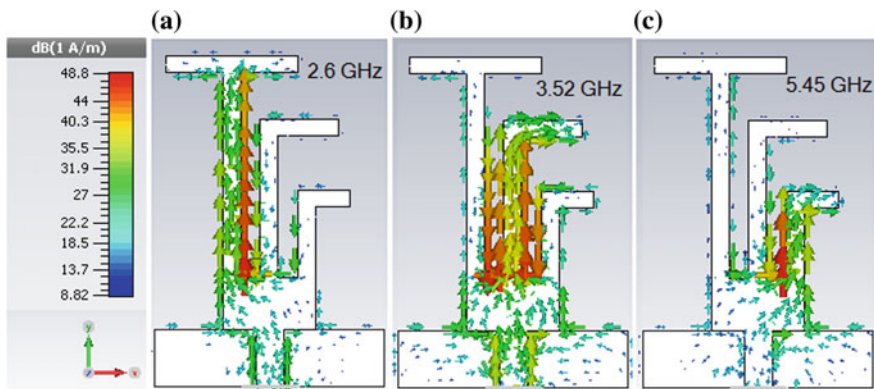 (a) (b) (c)
dB(1 A/m)
2.6 GHz
3.52 GHz
5.45 GHz
48.8
44
40.3
35.5
31.9
27
22.2
18.5
13.7
8.82
y
z
x